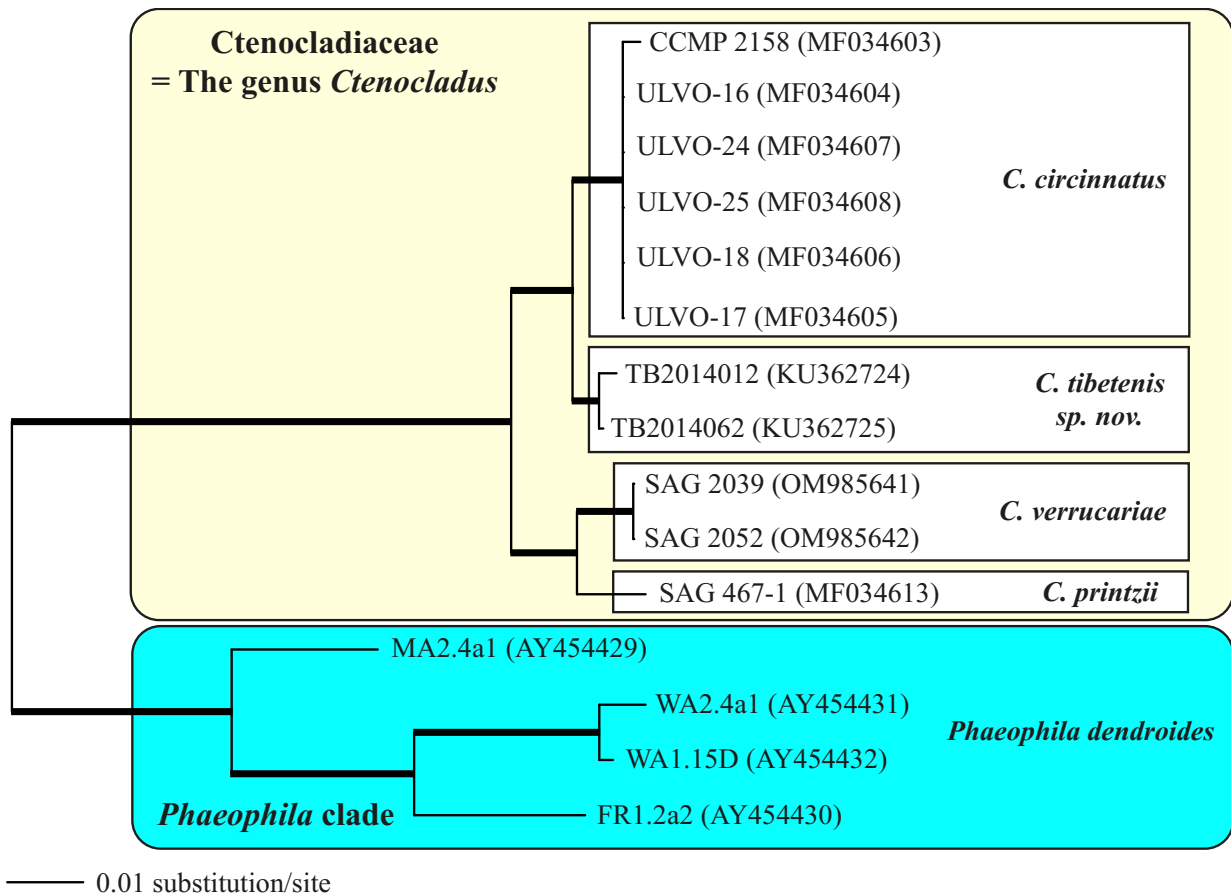 Ctenocladiaceae
= The genus Ctenocladus
CCMP 2158 (MF034603)
ULVO-16 (MF034604)
ULVO-24 (MF034607)
ULVO-25 (MF034608)
ULVO-18 (MF034606)
ULVO-17 (MF034605)
C. circinnatus
TB2014012 (KU362724)
TB2014062 (KU362725)
C. tibetenis
sp. nov.
SAG 2039 (OM985641)
SAG 2052 (OM985642)
C. verrucariae
SAG 467-1 (MF034613)
C. printzii
MA2.4a1 (AY454429)
WA2.4a1 (AY454431)
WA1.15D (AY454432)
FR1.2a2 (AY454430)
Phaeophila dendroides
Phaeophila clade
0.01 substitution/site